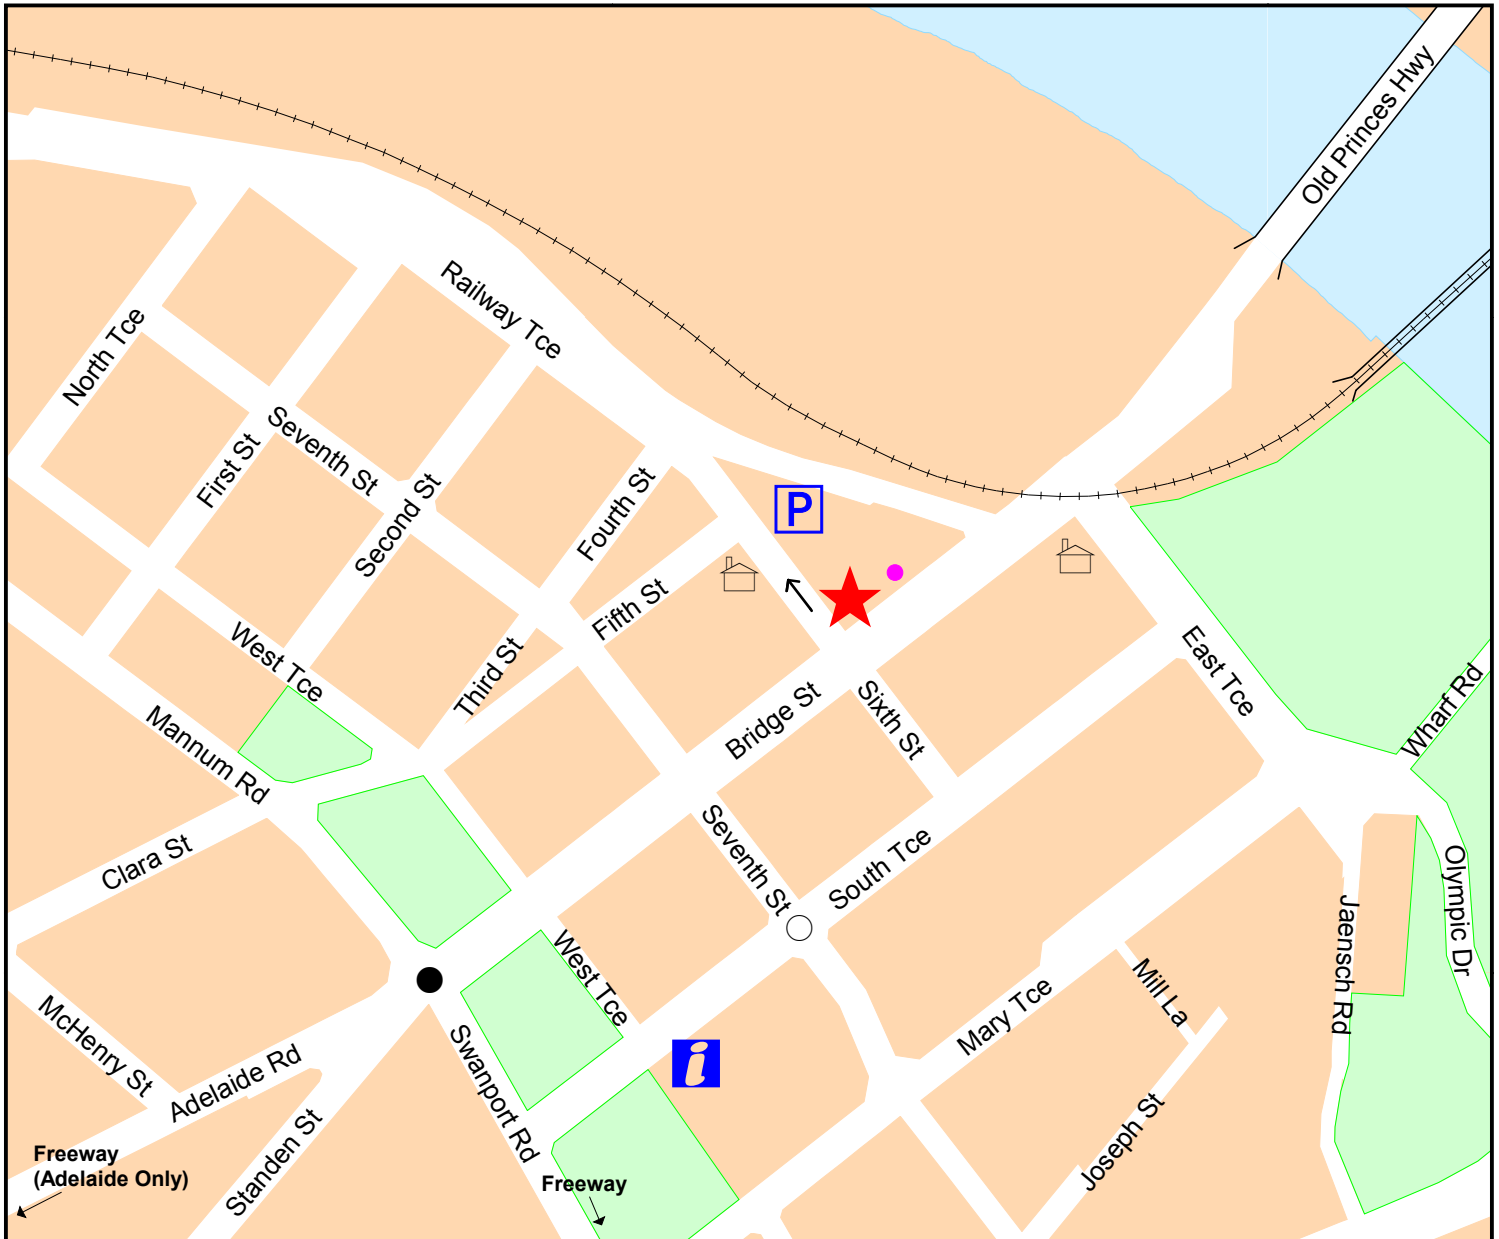 Old Princes Hwy
Railway Tce
North Tce
Seventh St
First St
Second St
Fourth St
P
Fifth St
Third St
West Tce
East Tce
Wharf Rd
Mannum Rd
Bridge St
Sixth St
Clara St
Seventh St
South Tce
Olympic Dr
Jaensch Rd
West Tce
Mill La
Mary Tce
McHenry St
Adelaide Rd
Swanport Rd
i
Joseph St
Standen St
Freeway
(Adelaide Only)
Freeway